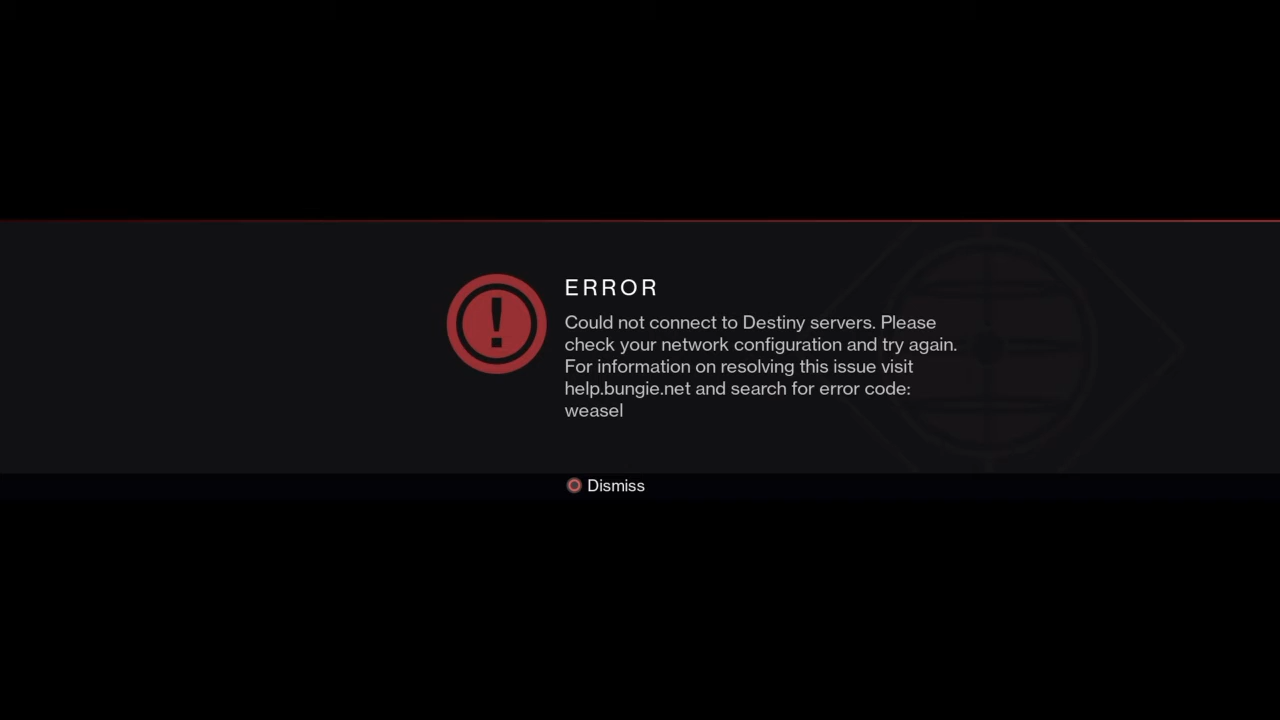 ERROR
Could not connect to Destiny servers. Please
check your network configuration and try again.
For information on resolving this issue visit
help.bungie.net and search for error code:
weasel
Dismiss